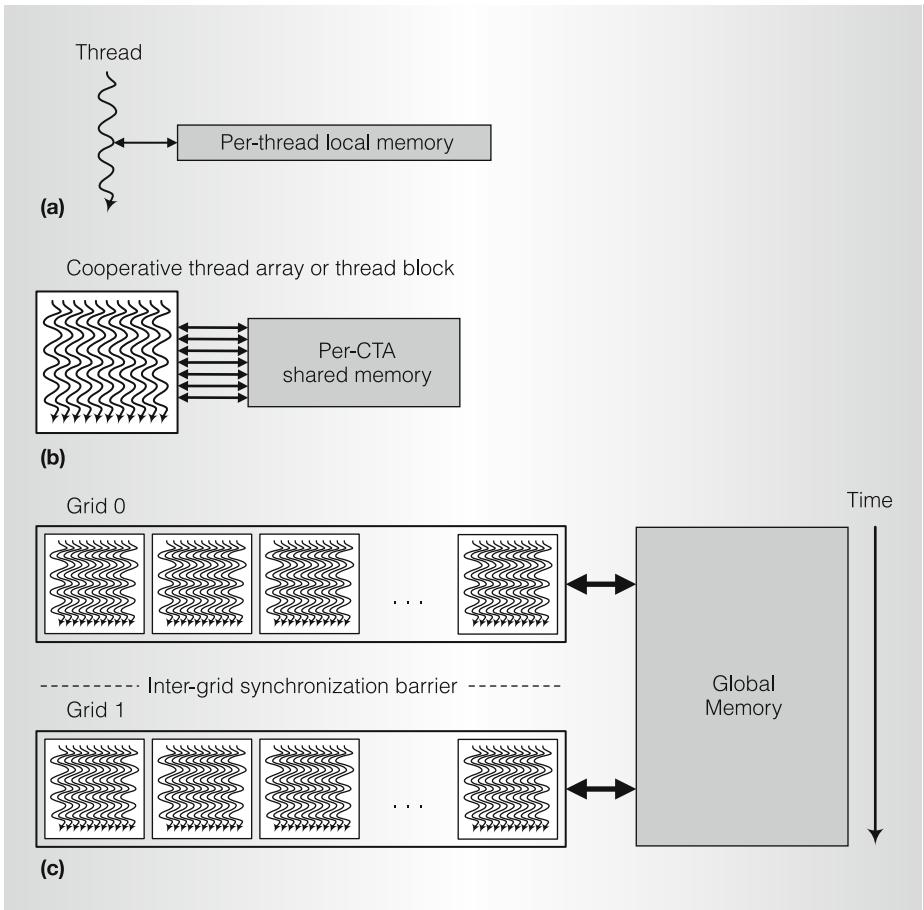 Thread
Per-thread local memory
(a)
Cooperative thread array or thread block
Per-CTA
shared memory
(b)
Grid 0
Time
. . .
Inter-grid synchronization barrier
Global
Memory
Grid 1
. . .
(c)